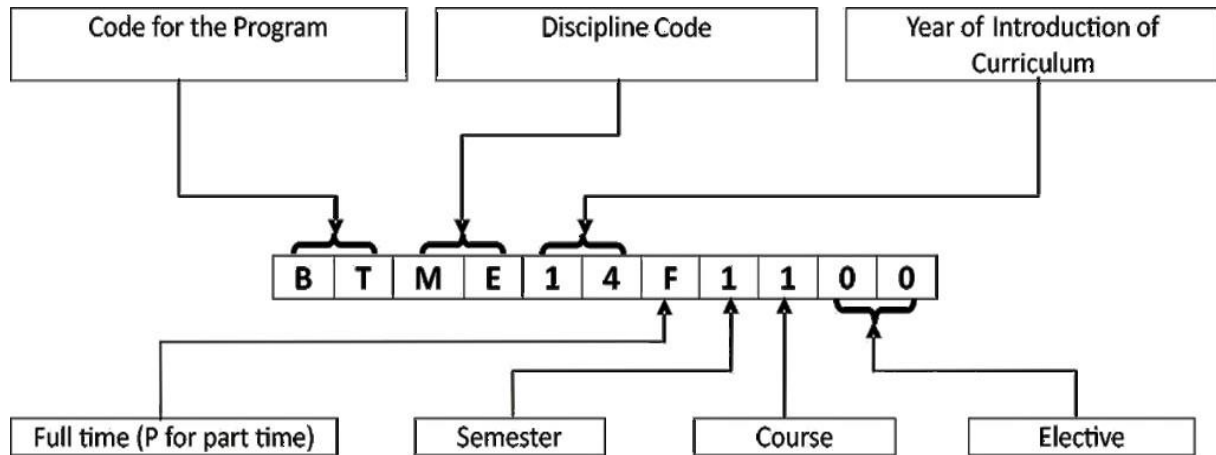 Code for the Program
Discipline Code
Year of Introduction of
Curriculum
B T M E 1 4 F 1 1 0 0
Full time (P for part time)
Semester
Course
Elective